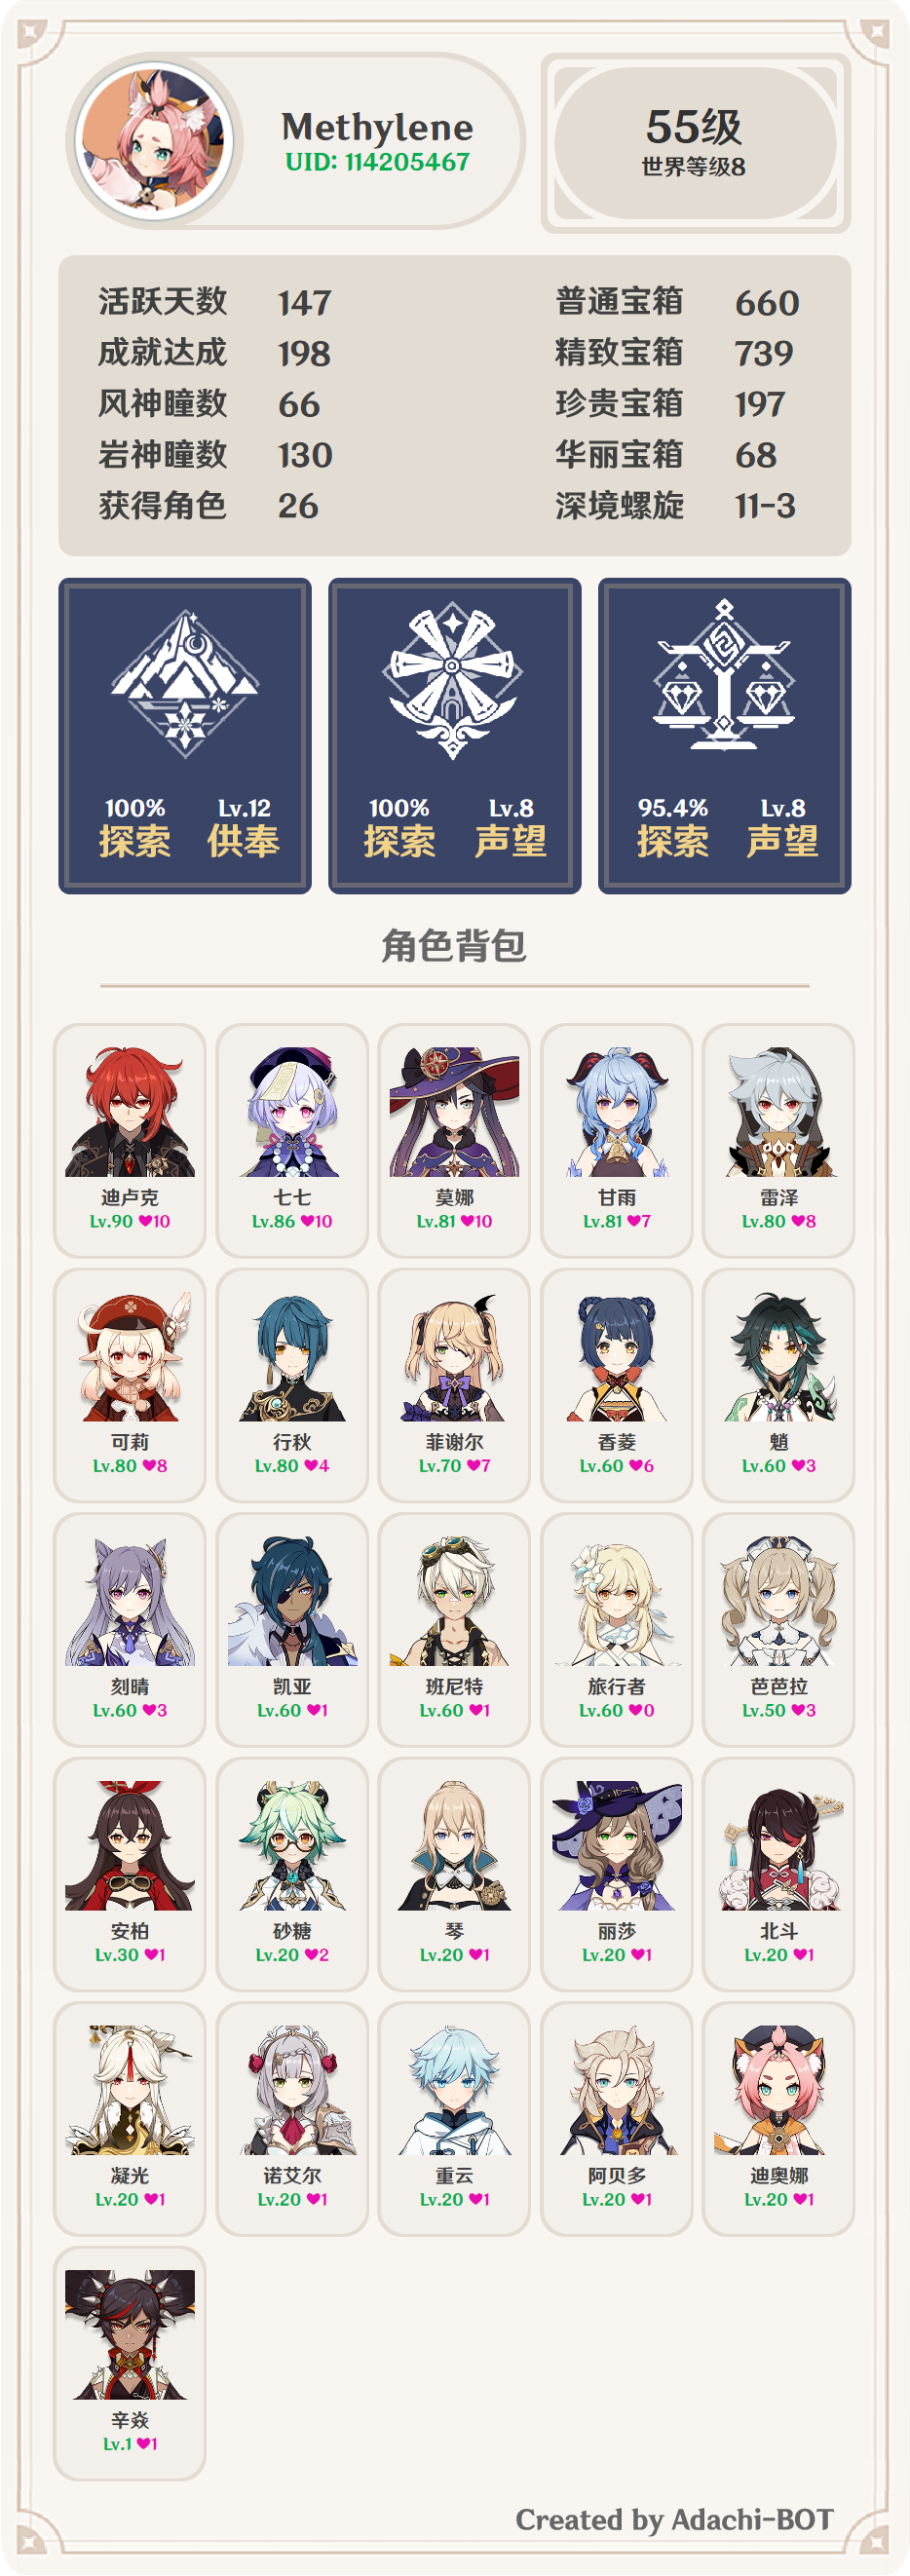 Methylene
UID: 114205467
55级
世界等级8
活跃天数 147 普通宝箱 660
成就达成 198 精致宝箱 739
风神瞳数 66 珍贵宝箱 197
岩神瞳数 130 华丽宝箱 68
获得角色 26 深境螺旋 11-3
100% Lv.12 100% Lv.8 95.4% Lv.8
探索 供奉 探索 声望 探索 声望
角色背包
迪卢克 七七 莫娜 甘雨 雷泽
Lv.90 ♥10 Lv.86 ♥10 Lv.81 ♥10 Lv.81 ♥7 Lv.80 ♥8
可莉 行秋 菲谢尔 香菱 魈
Lv.80 ♥8 Lv.80 ♥4 Lv.70 ♥7 Lv.60 ♥6 Lv.60 ♥3
刻晴 凯亚 班尼特 旅行者 芭芭拉
Lv.60 ♥3 Lv.60 ♥1 Lv.60 ♥1 Lv.60 ♥0 Lv.50 ♥3
安柏 砂糖 琴 丽莎 北斗
Lv.30 ♥1 Lv.20 ♥2 Lv.20 ♥1 Lv.20 ♥1 Lv.20 ♥1
凝光 诺艾尔 重云 阿贝多 迪奥娜
Lv.20 ♥1 Lv.20 ♥1 Lv.20 ♥1 Lv.20 ♥1 Lv.20 ♥1
辛焱
Lv.1 ♥1
Created by Adachi-BOT